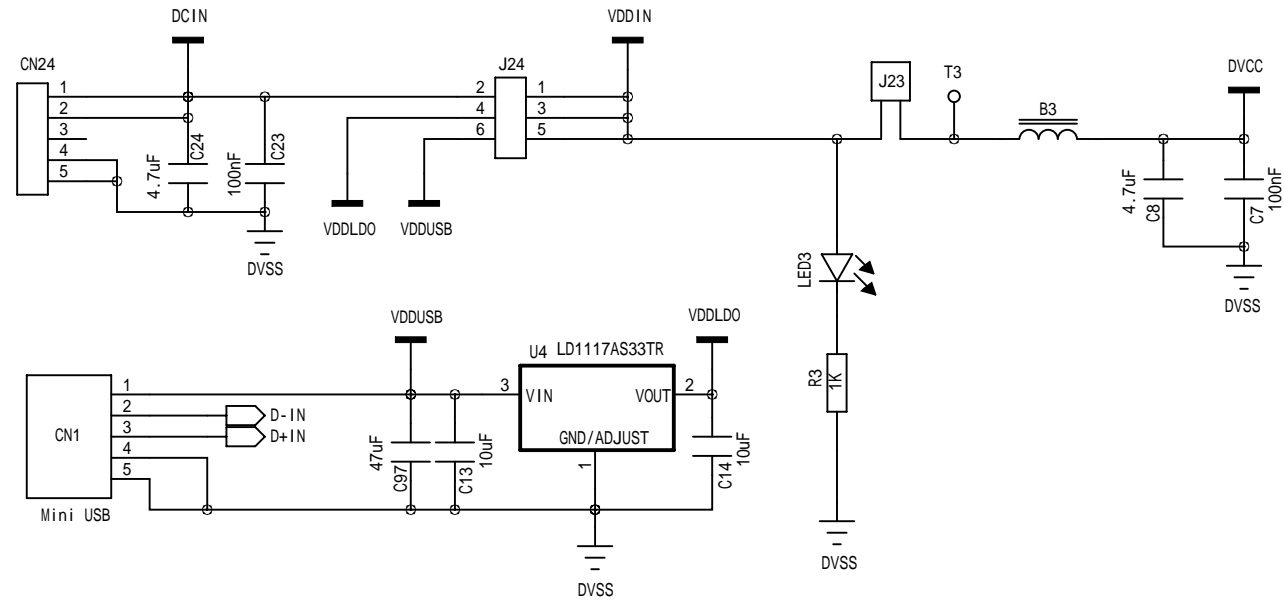 DCIN
VDDIN
CN24
J24
J23
T3
DVCC
B3
1
2
3
4
5
2
4
6
1
3
5
4.7uF
C24
100nF
C23
VDDLDO
VDDUSB
DVSS
4.7uF
C8
C7
100nF
DVSS
LED3
R3
1K
DVSS
VDDUSB
U4 LD1117AS33TR
VDDLDO
CN1
1
2
3
4
5
D-IN
D+IN
Mini USB
47uF
C97
C13
10uF
3
VIN
VOUT
2
GND/ADJUST
1
C14
10uF
DVSS